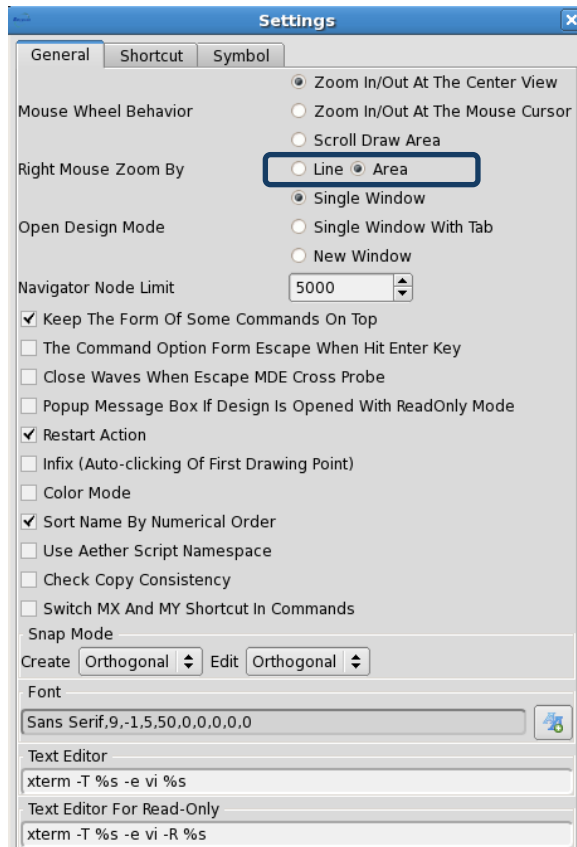 Settings
General Shortcut Symbol
Zoom In/Out At The Center View
Mouse Wheel Behavior
Zoom In/Out At The Mouse Cursor
Scroll Draw Area
Right Mouse Zoom By Line Area
Single Window
Open Design Mode Single Window With Tab
New Window
Navigator Node Limit 5000
Keep The Form Of Some Commands On Top
The Command Option Form Escape When Hit Enter Key
Close Waves When Escape MDE Cross Probe
Popup Message Box If Design Is Opened With ReadOnly Mode
Restart Action
Infix (Auto-clicking Of First Drawing Point)
Color Mode
Sort Name By Numerical Order
Use Aether Script Namespace
Check Copy Consistency
Switch MX And MY Shortcut In Commands
Snap Mode
Create Orthogonal Edit Orthogonal
Font
Sans Serif,9,-1,5,50,0,0,0,0,0
Text Editor
xterm -T %s -e vi %s
Text Editor For Read-Only
xterm -T %s -e vi -R %s